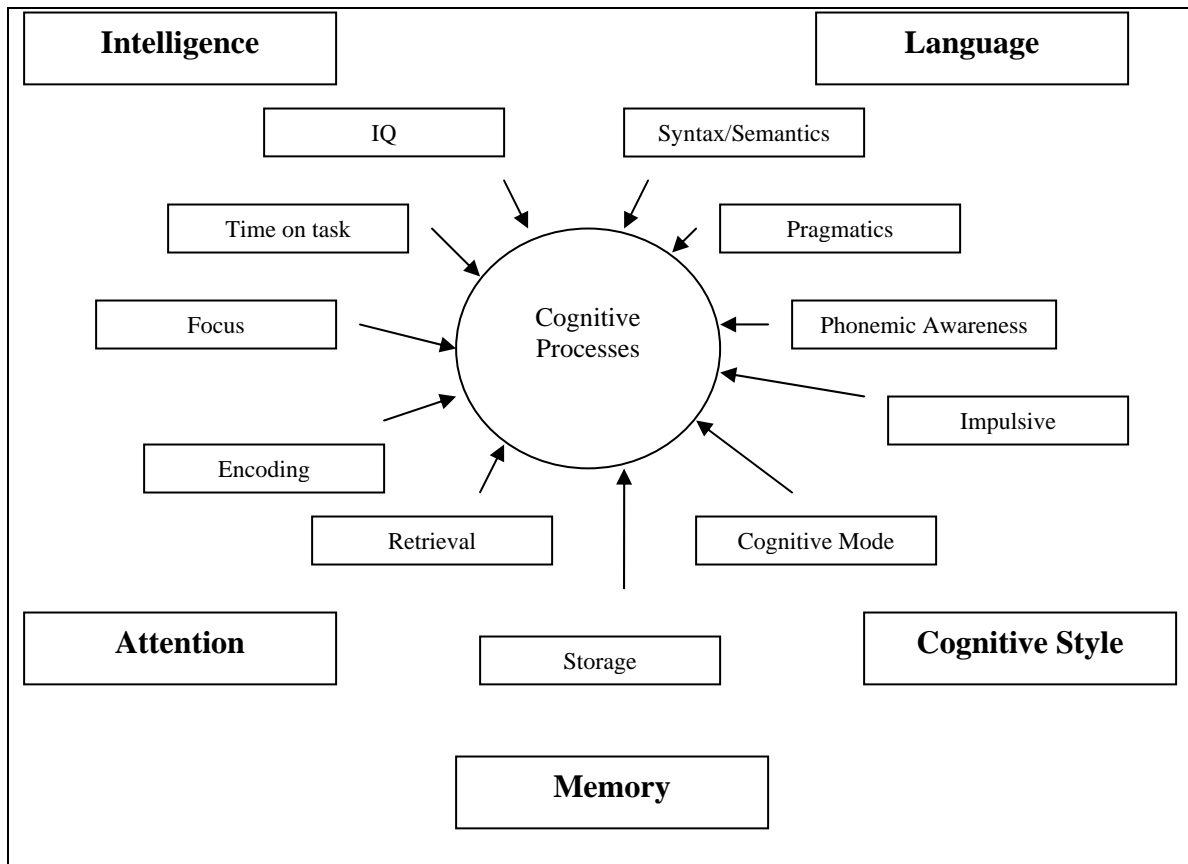 Intelligence
Language
IQ
Syntax/Semantics
Time on task
Pragmatics
Focus
Cognitive
Processes
Phonemic Awareness
Impulsive
Encoding
Retrieval
Cognitive Mode
Attention
Storage
Cognitive Style
Memory